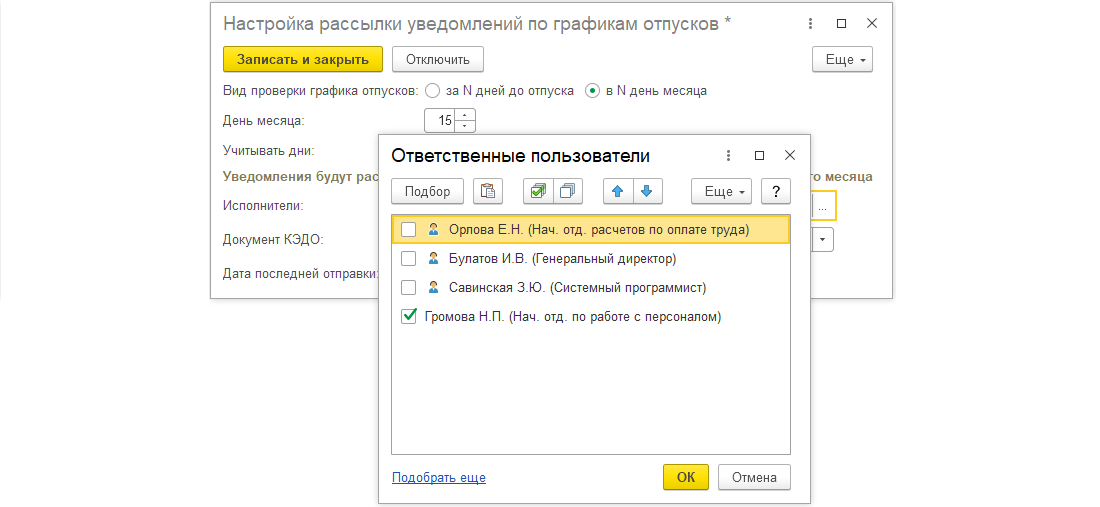 Настройка рассылки уведомлений по графикам отпусков *
Записать и закрыть
Отключить
Еще
Вид проверки графика отпусков: за N дней до отпуска в N день месяца
День месяца: 15
Учитывать дни:
Уведомления будут рас
о месяца
Исполнители:
...
Документ КЭДО:
Дата последней отправки:
Ответственные пользователи
Подбор
Еще
?
Орлова Е.Н. (Нач. отд. расчетов по оплате труда)
Булатов И.В. (Генеральный директор)
Савинская З.Ю. (Системный программист)
Громова Н.П. (Нач. отд. по работе с персоналом)
Подобрать еще
ОК
Отмена